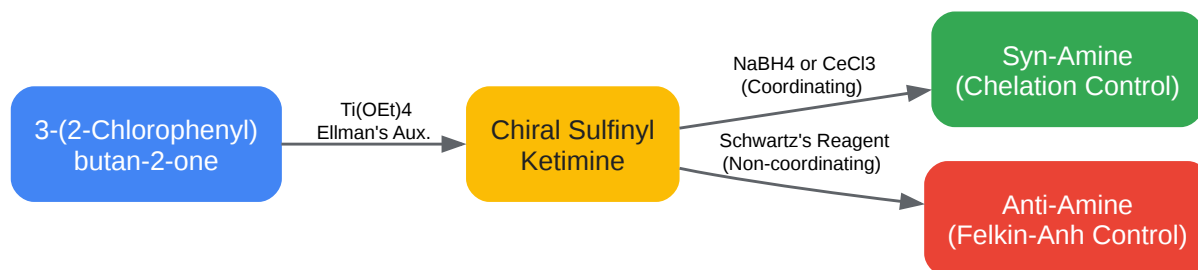 3-(2-Chlorophenyl)
butan-2-one
Ti(OEt)4
Ellman's Aux.
Chiral Sulfinyl
Ketimine
NaBH4 or CeCl3
(Coordinating)
Schwartz's Reagent
(Non-coordinating)
Syn-Amine
(Chelation Control)
Anti-Amine
(Felkin-Anh Control)